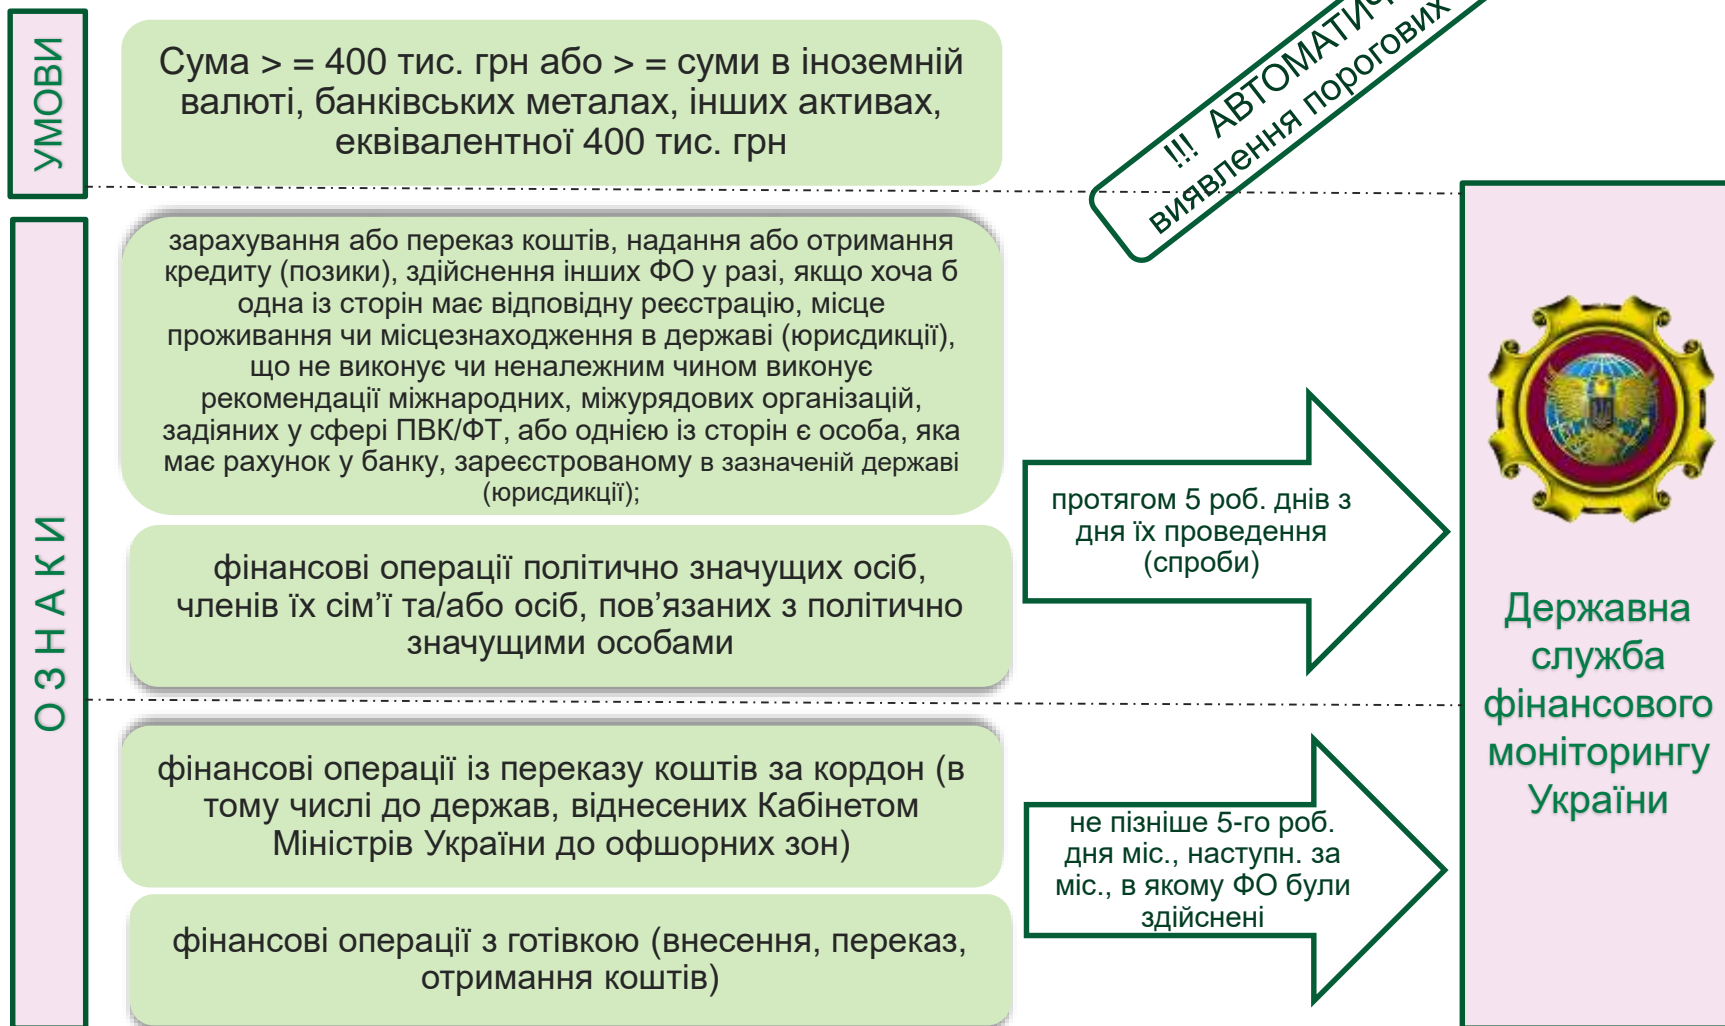 УМОВИ
Сума > = 400 тис. грн або > = суми в іноземній
валюті, банківських металах, інших активах,
еквівалентної 400 тис. грн
!!! АВТОМАТИЧ
виявлення порогових
ОЗНАКИ
зарахування або переказ коштів, надання або отримання
кредиту (позики), здійснення інших ФО у разі, якщо хоча б
одна із сторін має відповідну реєстрацію, місце
проживання чи місцезнаходження в державі (юрисдикції),
що не виконує чи неналежним чином виконує
рекомендації міжнародних, міжурядових організацій,
задіяних у сфері ПВК/ФТ, або однією із сторін є особа, яка
має рахунок у банку, зареєстрованому в зазначеній державі
(юрисдикції);
фінансові операції політично значущих осіб,
членів їх сім’ї та/або осіб, пов’язаних з політично
значущими особами
протягом 5 роб. днів з
дня їх проведення
(спроби)
фінансові операції із переказу коштів за кордон (в
тому числі до держав, віднесених Кабінетом
Міністрів України до офшорних зон)
фінансові операції з готівкою (внесення, переказ,
отримання коштів)
не пізніше 5-го роб.
дня міс., наступн. за
міс., в якому ФО були
здійснені
Державна
служба
фінансового
моніторингу
України